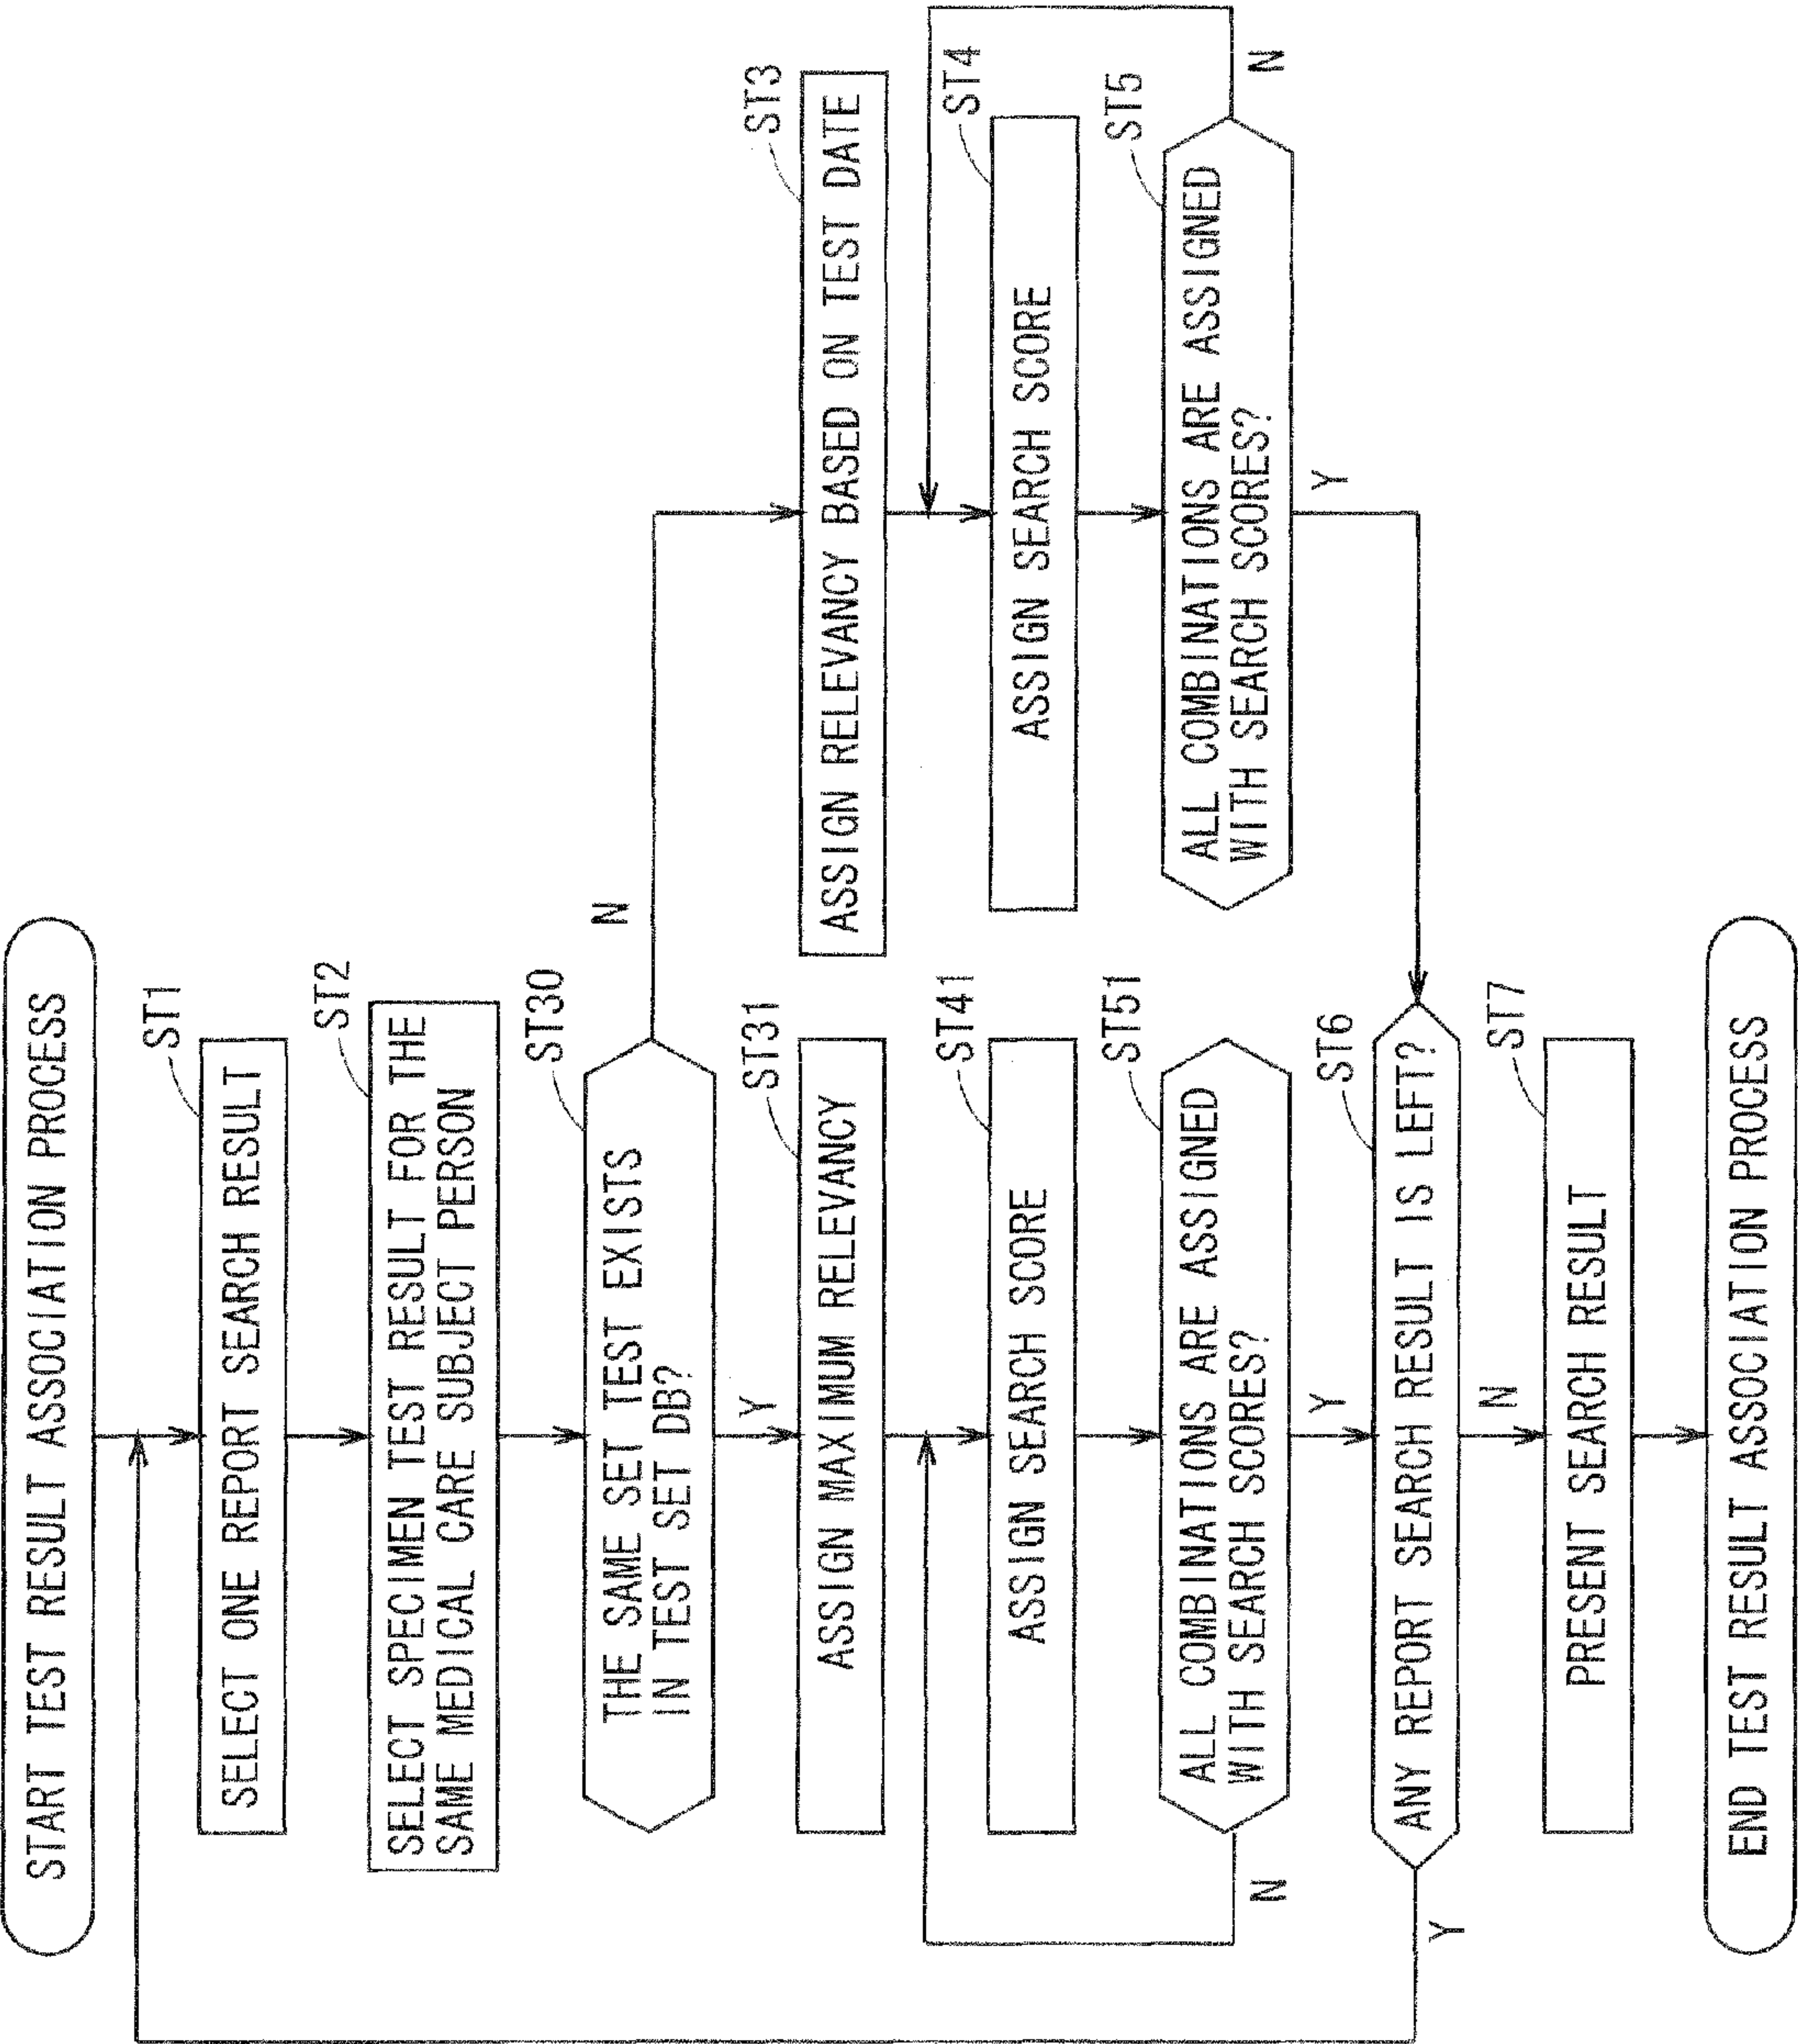 START TEST RESULT ASSOCIATION PROCESS
ST1
SELECT ONE REPORT SEARCH RESULT
ST2
SELECT SPECIMEN TEST RESULT FOR THE
SAME MEDICAL CARE SUBJECT PERSON
ST30
THE SAME SET TEST EXISTS
IN TEST SET DB?
N
Y
ST31
ASSIGN MAXIMUM RELEVANCY
ST41
ASSIGN SEARCH SCORE
ST51
ALL COMBINATIONS ARE ASSIGNED
WITH SEARCH SCORES?
N
Y
ST3
ASSIGN RELEVANCY BASED ON TEST DATE
ST4
ASSIGN SEARCH SCORE
ST5
ALL COMBINATIONS ARE ASSIGNED
WITH SEARCH SCORES?
N
Y
ST6
ANY REPORT SEARCH RESULT IS LEFT?
Y
N
ST7
PRESENT SEARCH RESULT
END TEST RESULT ASSOCIATION PROCESS